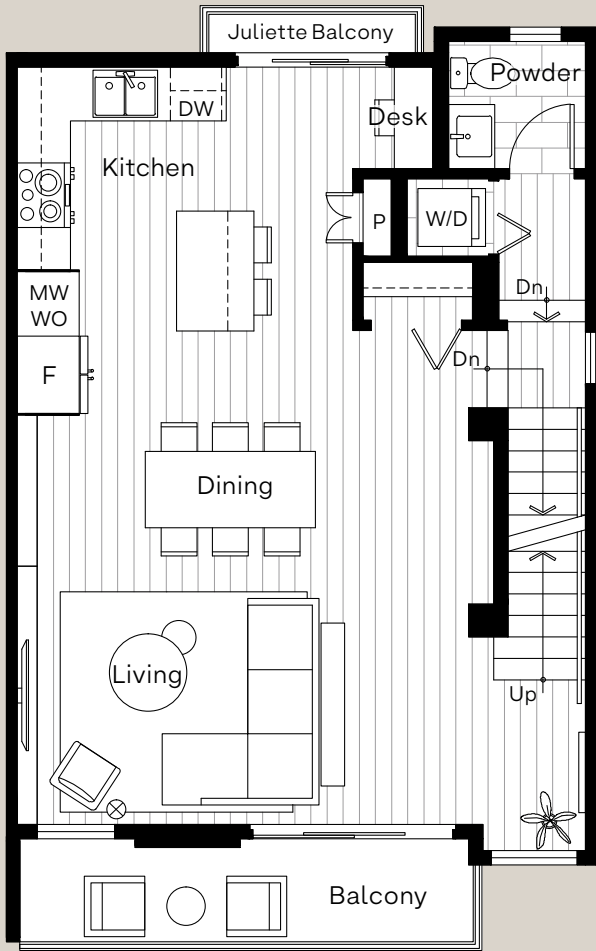 Juliette Balcony
Powder
DW
Desk
Kitchen
P
W/D
MW
WO
Dn
F
Dn
Dining
Living
Up
Balcony